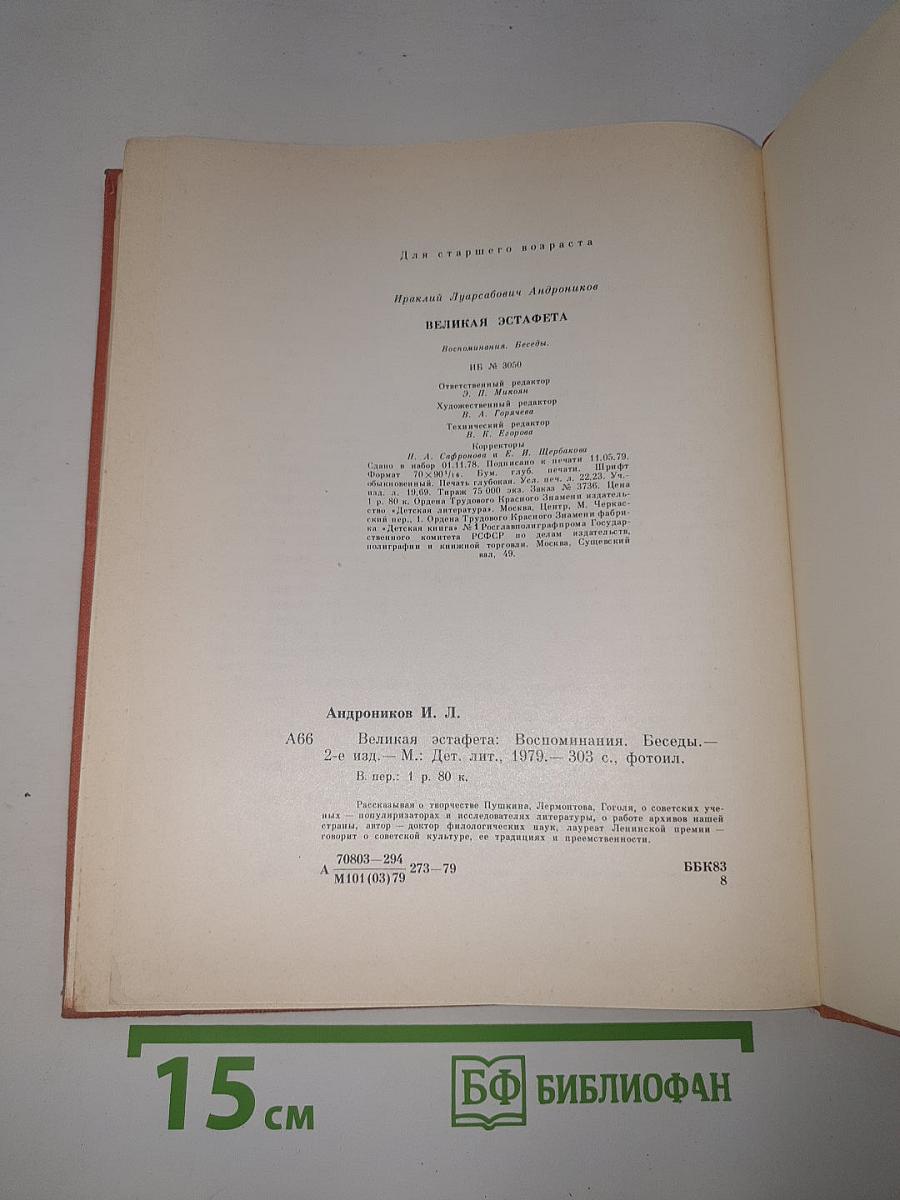 Для старшего возраста
Ираклий Луарсабович Андроников
ВЕЛИКАЯ ЭСТАФЕТА
Воспоминания. Беседы.
ИБ № 3050
Ответственный редактор
Э. П. Микоян
Художественный редактор
В. А. Горячева
Технический редактор
В. К. Егорова
Корректоры
Н. А. Сафронова и Е. И. Щербакова
Сдано в набор 01.11.78. Подписано к печати 11.05.79.
Формат 70×90 1/16. Бум. глуб. печати. Шрифт
обыкновенный. Печать глубокая. Усл. печ. л. 22,23. Уч.-
изд. л. 19,69. Тираж 75 000 экз. Заказ № 3736. Цена
1 р. 80 к. Ордена Трудового Красного Знамени издатель-
ство «Детская литература». Москва, Центр, М. Черкас-
ский пер., 1. Ордена Трудового Красного Знамени фабри-
ка «Детская книга» № 1 Росглавполиграфпрома Государ-
ственного комитета РСФСР по делам издательств,
полиграфии и книжной торговли. Москва, Сущевский
вал, 49.
Андроников И. Л.
А66 Великая эстафета: Воспоминания. Беседы.—
2-е изд.— М.: Дет. лит., 1979.— 303 с., фотоил.
В пер.: 1 р. 80 к.
Рассказывая о творчестве Пушкина, Лермонтова, Гоголя, о советских уче-
ных — популяризаторах и исследователях литературы, о работе архивов нашей
страны, автор — доктор филологических наук, лауреат Ленинской премии —
говорит о советской культуре, ее традициях и преемственности.
А 70803—294 273—79 ББК83
М101(03)79 8
15 см БФ БИБЛИОФАН